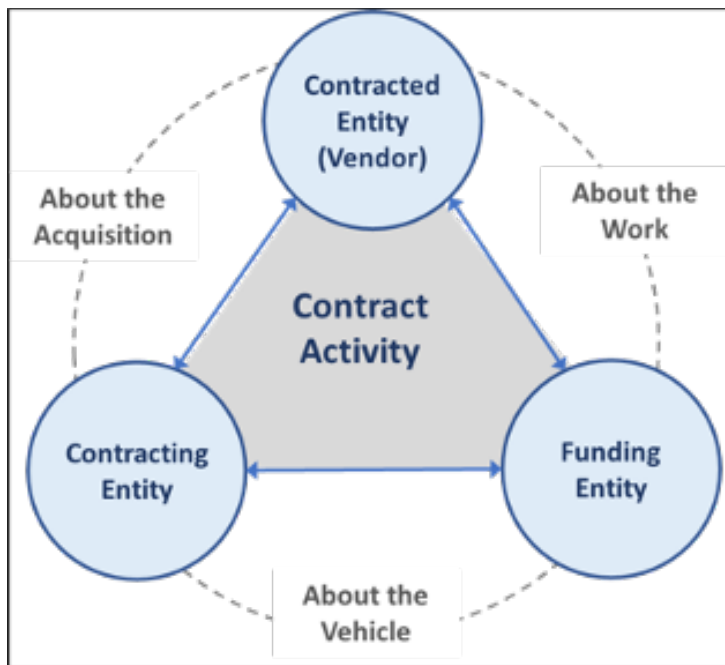 Contracted
Entity
(Vendor)
About the
Acquisition
About the
Work
Contract
Activity
Contracting
Entity
Funding
Entity
About the
Vehicle